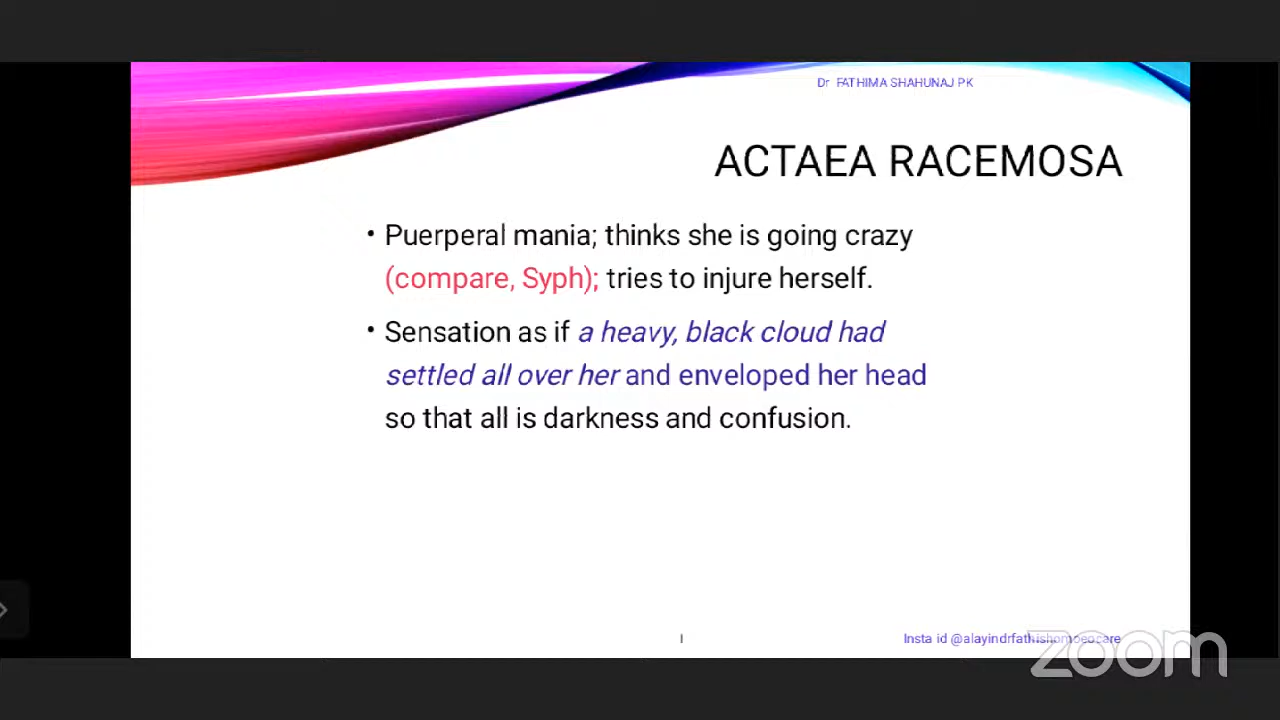 Dr FATHIMA SHAHUNAJ PK
ACTAEA RACEMOSA
• Puerperal mania; thinks she is going crazy
(compare, Syph); tries to injure herself.
• Sensation as if a heavy, black cloud had
settled all over her and enveloped her head
so that all is darkness and confusion.
Insta id @alayindrfathishomoeocare
zoom